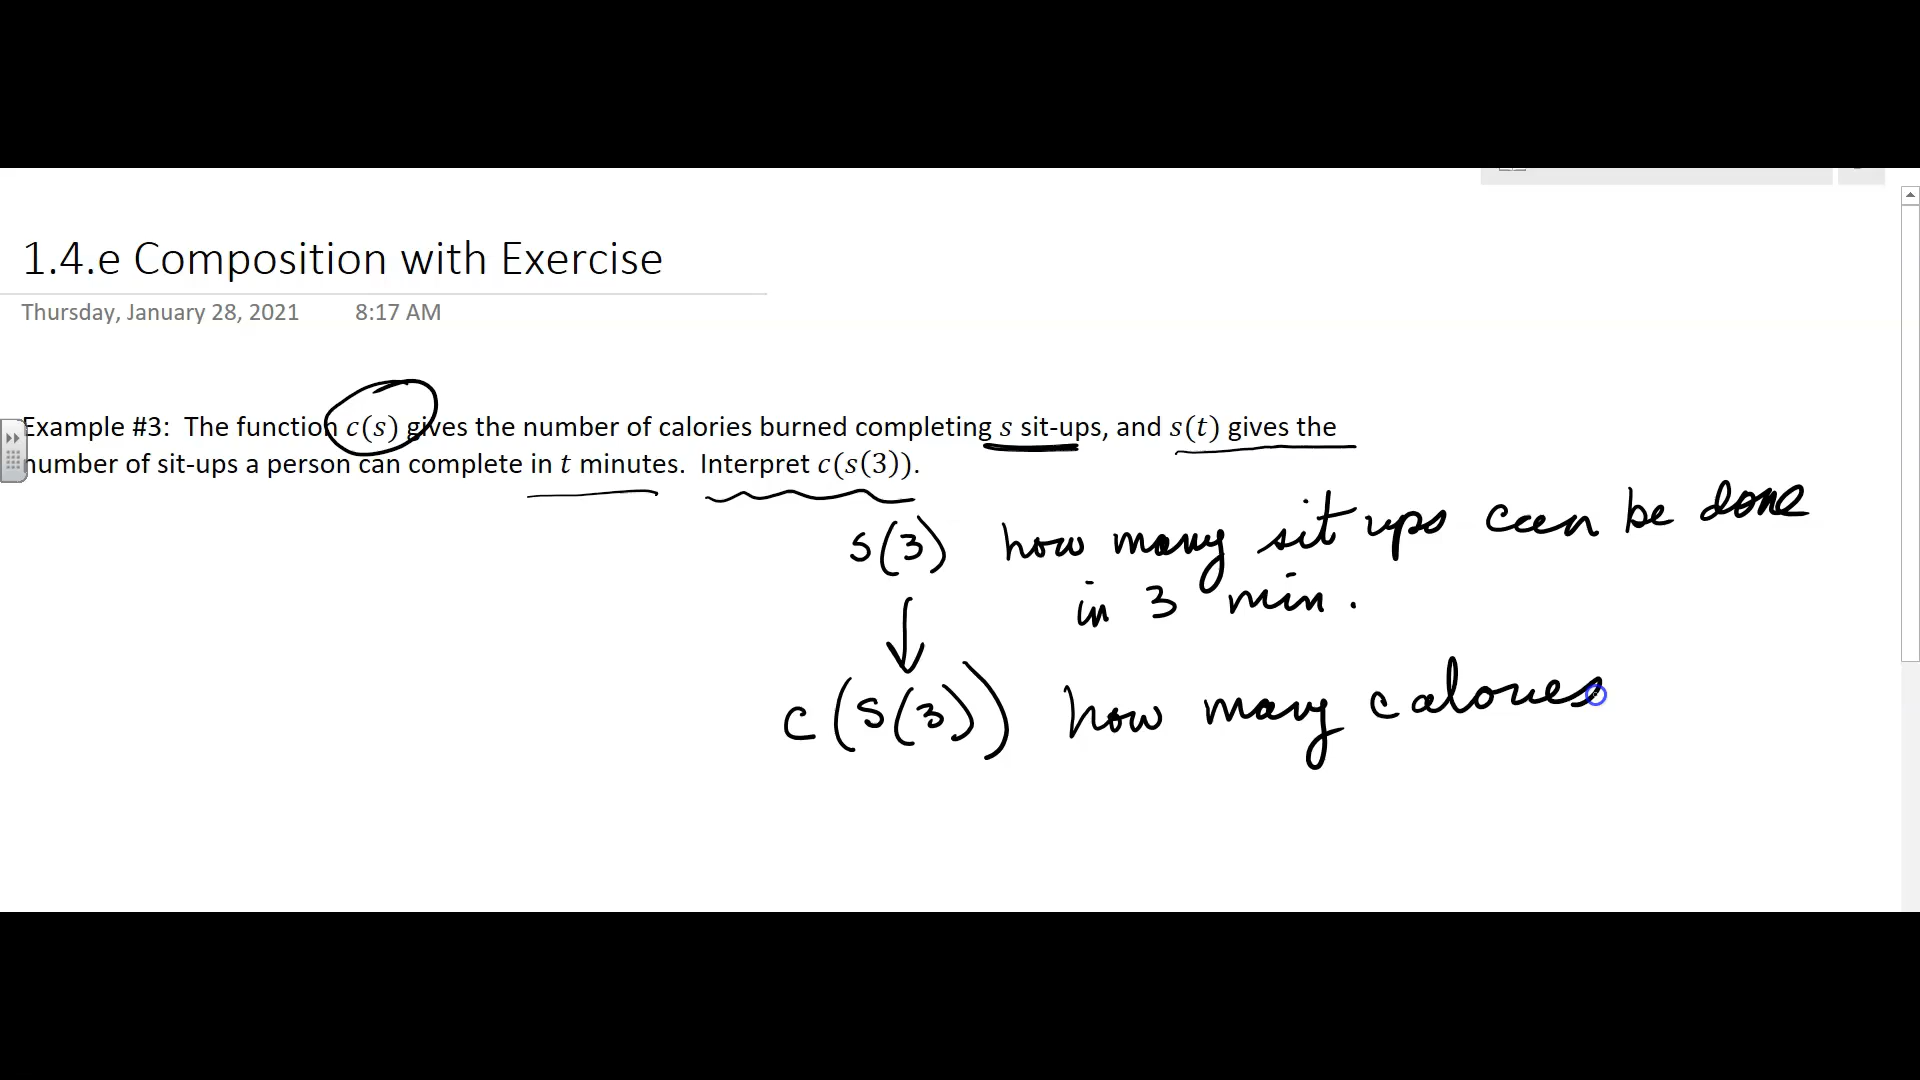 1.4.e Composition with Exercise
Thursday, January 28, 2021 8:17 AM
Example #3: The function c(s) gives the number of calories burned completing s sit-ups, and s(t) gives the
number of sit-ups a person can complete in t minutes. Interpret c(s(3)).
s(3) how many sit ups can be done
in 3 min.
c(s(3)) how many calories